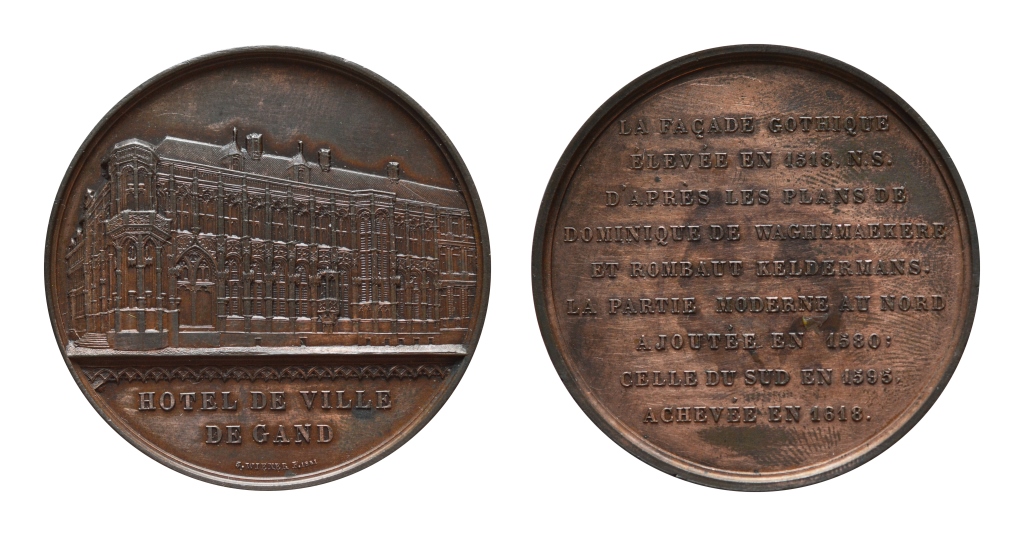 HOTEL DE VILLE
DE GAND
WIENER F.
LA FAÇADE GOTHIQUE
ÉLEVÉE EN 1518. N.S.
D'APRÈS LES PLANS DE
DOMINIQUE DE WAGHEMAEKERE
ET ROMBAUT KELDERMANS.
LA PARTIE MODERNE AU NORD
AJOUTÉE EN 1580:
CELLE DU SUD EN 1595.
ACHEVÉE EN 1618.